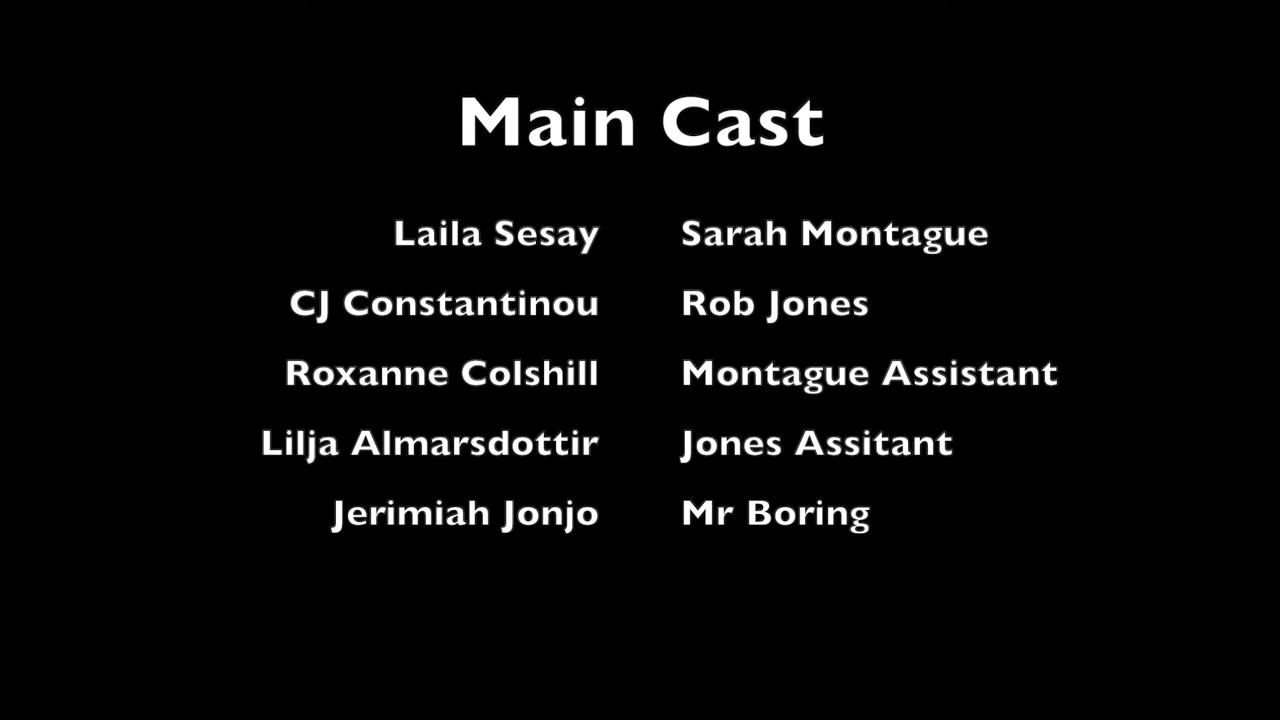 Main Cast
Laila Sesay Sarah Montague
CJ Constantinou Rob Jones
Roxanne Colshill Montague Assistant
Lilja Almarsdottir Jones Assitant
Jerimiah Jonjo Mr Boring